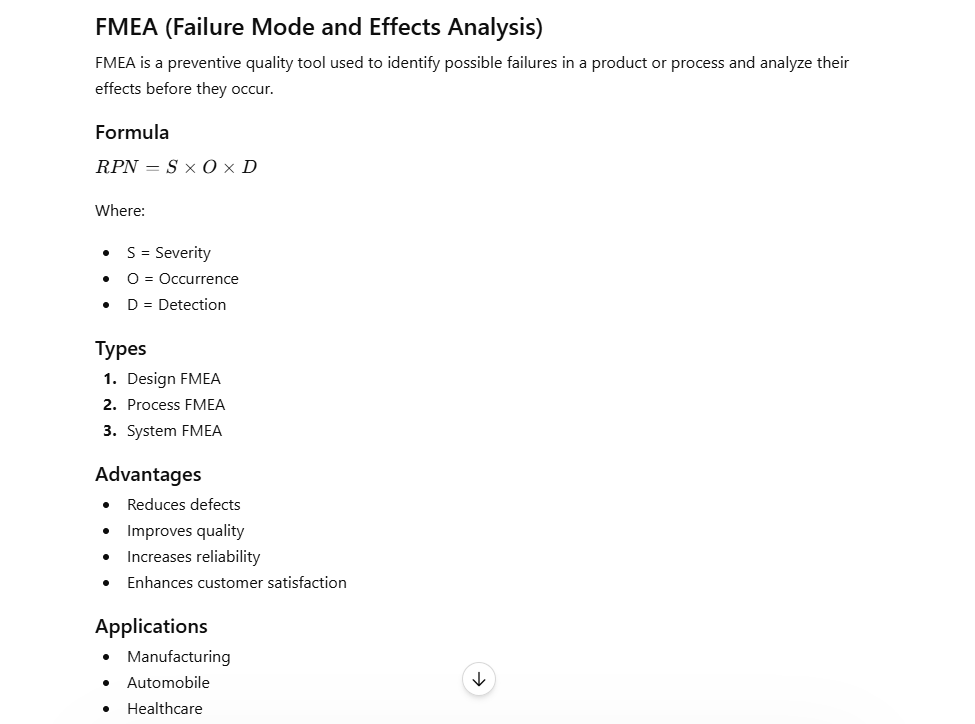 FMEA (Failure Mode and Effects Analysis)
FMEA is a preventive quality tool used to identify possible failures in a product or process and analyze their
effects before they occur.
Formula
RPN = S × O × D
Where:
• S = Severity
• O = Occurrence
• D = Detection
Types
1. Design FMEA
2. Process FMEA
3. System FMEA
Advantages
• Reduces defects
• Improves quality
• Increases reliability
• Enhances customer satisfaction
Applications
• Manufacturing
• Automobile
• Healthcare